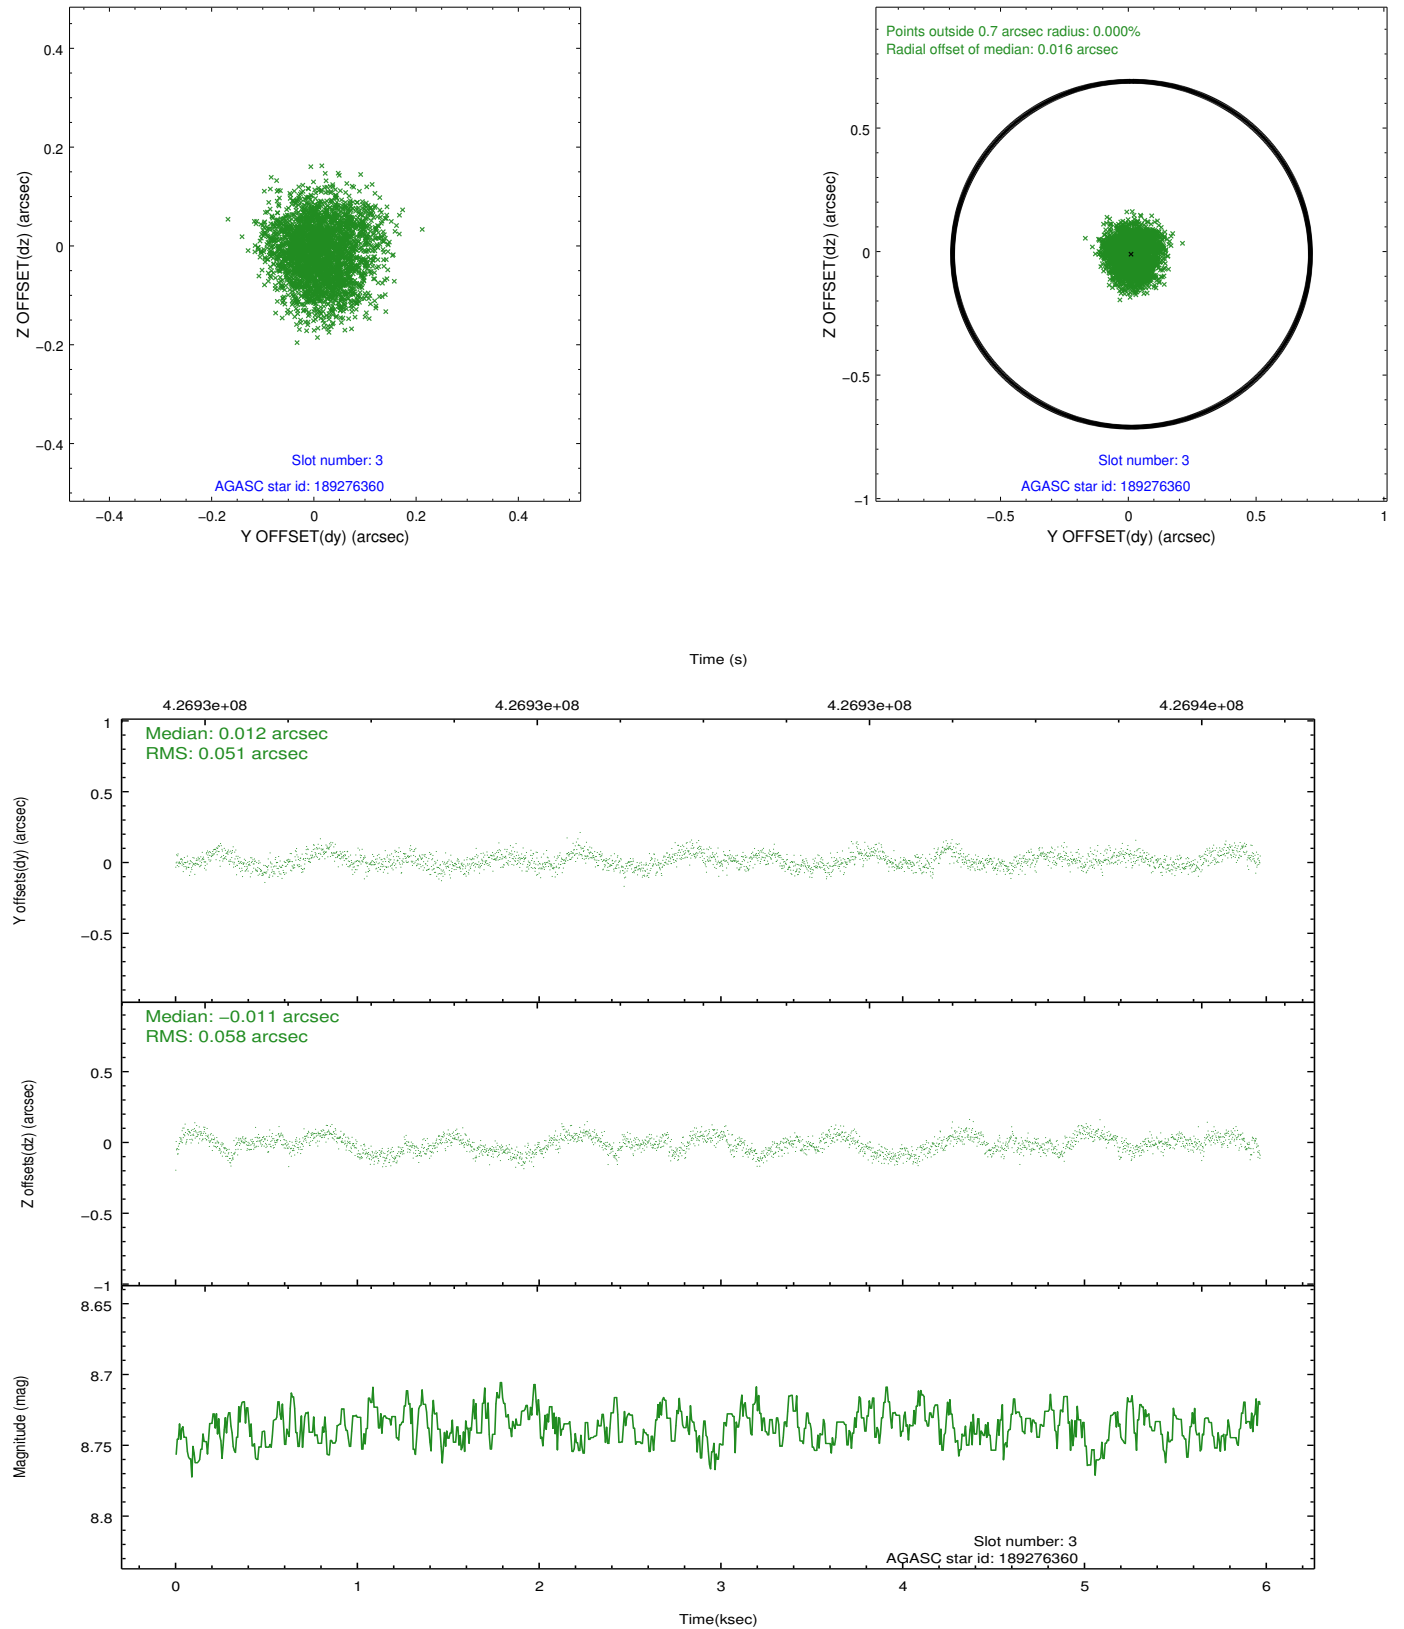 0.4
0.2
0
−0.2
−0.4
Z OFFSET(dz) (arcsec)
Slot number: 3
AGASC star id: 189276360
−0.4 −0.2 0 0.2 0.4
Y OFFSET(dy) (arcsec)
Points outside 0.7 arcsec radius: 0.000%
Radial offset of median: 0.016 arcsec
0.5
0
−0.5
−1
Z OFFSET(dz) (arcsec)
Slot number: 3
AGASC star id: 189276360
−0.5 0 0.5 1
Y OFFSET(dy) (arcsec)
Time (s)
4.2693e+08 4.2693e+08 4.2693e+08 4.2694e+08
Median: 0.012 arcsec
RMS: 0.051 arcsec
1
0.5
0
−0.5
Y offsets(dy) (arcsec)
Median: −0.011 arcsec
RMS: 0.058 arcsec
0.5
0
−0.5
−1
Z offsets(dz) (arcsec)
8.65
8.7
8.75
8.8
Magnitude (mag)
Slot number: 3
AGASC star id: 189276360
0 1 2 3 4 5 6
Time(ksec)